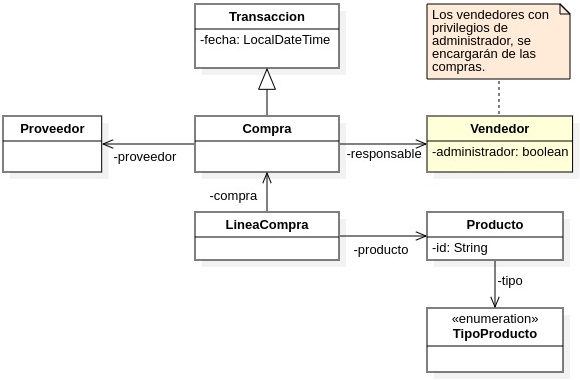 Transaccion
-fecha: LocalDateTime
Los vendedores con
privilegios de
administrador, se
encargarán de las
compras.
Proveedor
-proveedor
Compra
-responsable
Vendedor
-administrador: boolean
-compra
LineaCompra
-producto
Producto
-id: String
-tipo
«enumeration»
TipoProducto